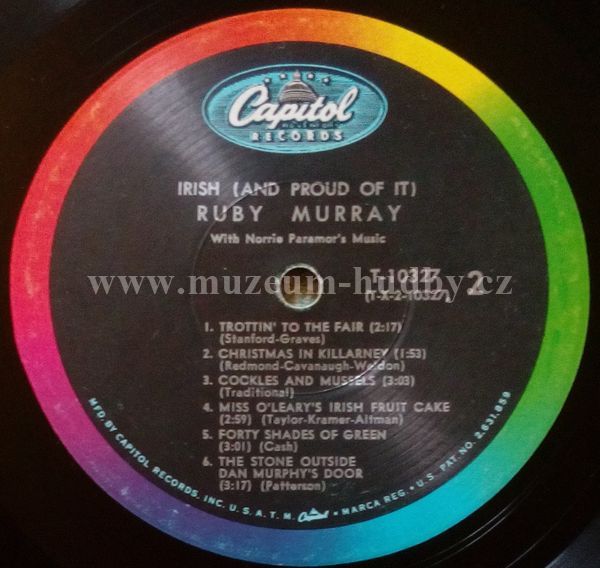 Capitol
RECORDS
IRISH (AND PROUD OF IT)
RUBY MURRAY
With Norrie Paramor's Music
T-10327
(T-X-2-10327)
2
www.muzeum-hudby.cz
1. TROTTIN' TO THE FAIR (2:17)
(Stanford-Graves)
2. CHRISTMAS IN KILLARNEY (1:53)
(Redmond-Cavanaugh-Weldon)
3. COCKLES AND MUSSELS (3:03)
(Traditional)
4. MISS O'LEARY'S IRISH FRUIT CAKE
(2:59) (Taylor-Kramer-Altman)
5. FORTY SHADES OF GREEN
(3:01) (Cash)
6. THE STONE OUTSIDE
DAN MURPHY'S DOOR
(3:17) (Patterson)
MFD. BY CAPITOL RECORDS, INC. U.S.A. T.M. Capitol • MARCA REG. • U.S. PAT. NO. 2,631,859